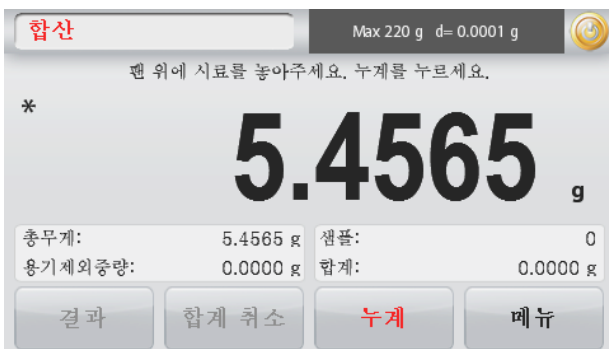 합산 Max 220 g d= 0.0001 g
팬 위에 시료를 놓아주세요. 누계를 누르세요.
*
5.4565 g
총무게: 5.4565 g 샘플: 0
용기제외중량: 0.0000 g 합계: 0.0000 g
결과 합계 취소 누계 메뉴